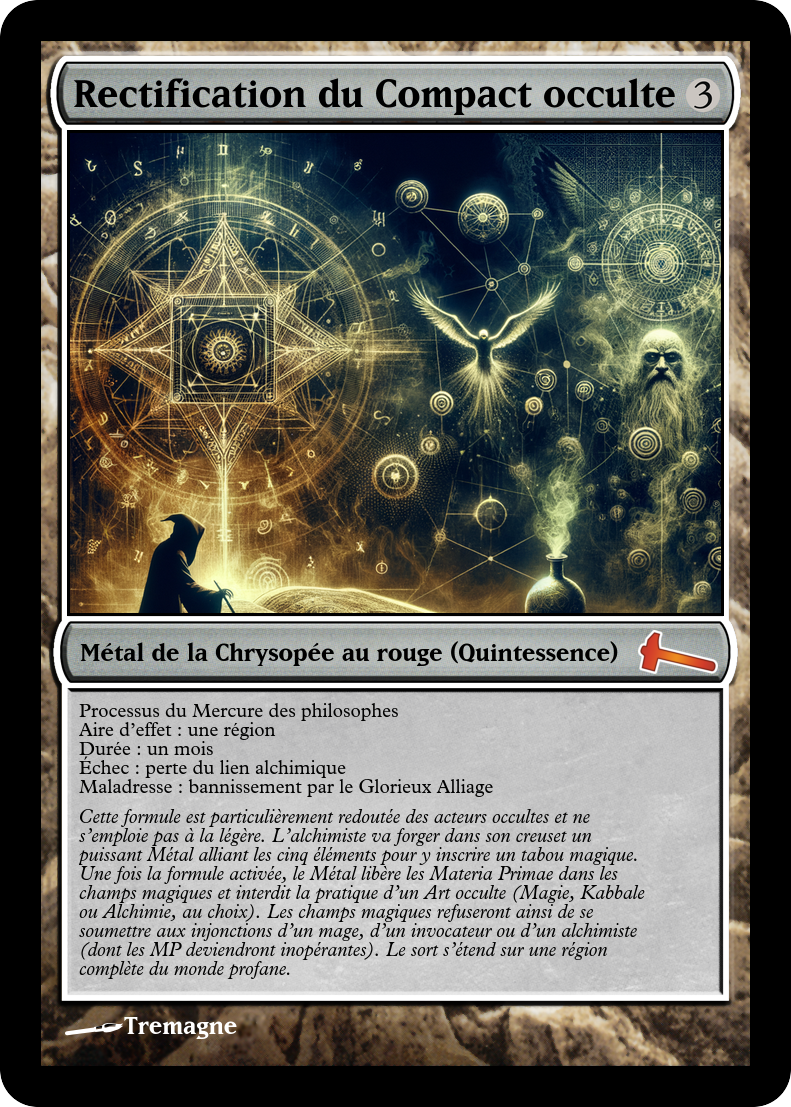 Rectification du Compact occulte 3
Métal de la Chrysopée au rouge (Quintessence)
Processus du Mercure des philosophes
Aire d'effet : une région
Durée : un mois
Échec : perte du lien alchimique
Maladresse : bannissement par le Glorieux Alliage
Cette formule est particulièrement redoutée des acteurs occultes et ne
s'emploie pas à la légère. L'alchimiste va forger dans son creuset un
puissant Métal alliant les cinq éléments pour y inscrire un tabou magique.
Une fois la formule activée, le Métal libère les Materia Primae dans les
champs magiques et interdit la pratique d'un Art occulte (Magie, Kabbale
ou Alchimie, au choix). Les champs magiques refuseront ainsi de se
soumettre aux injonctions d'un mage, d'un invocateur ou d'un alchimiste
(dont les MP deviendront inopérantes). Le sort s'étend sur une région
complète du monde profane.
Tremagne